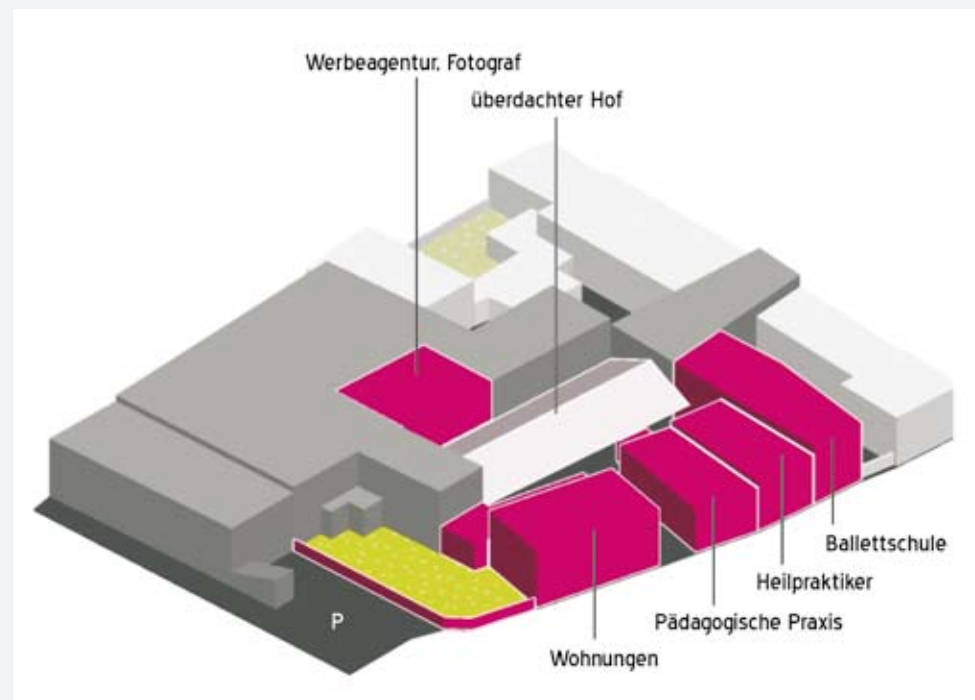 Werbeagentur, Fotograf
überdachter Hof
Ballettschule
Heilpraktiker
Pädagogische Praxis
Wohnungen
P